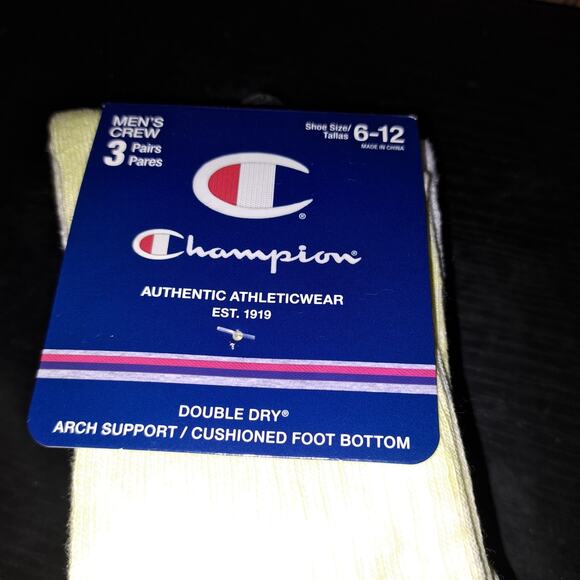 MEN'S
CREW
3 Pairs
Pares
Shoe Size/
Tallas 6-12
MADE IN CHINA
®
Champion®
AUTHENTIC ATHLETICWEAR
EST. 1919
DOUBLE DRY®
ARCH SUPPORT / CUSHIONED FOOT BOTTOM